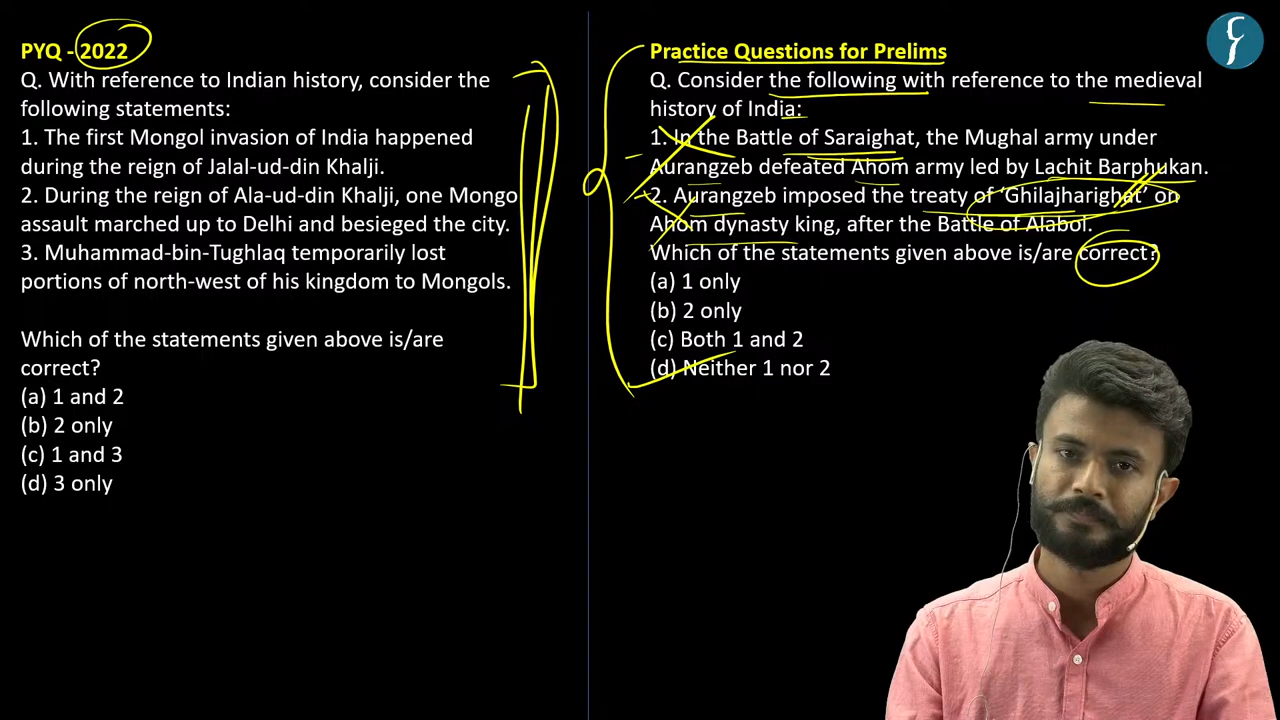 PYQ - 2022
Q. With reference to Indian history, consider the
following statements:
1. The first Mongol invasion of India happened
during the reign of Jalal-ud-din Khalji.
2. During the reign of Ala-ud-din Khalji, one Mongo
assault marched up to Delhi and besieged the city.
3. Muhammad-bin-Tughlaq temporarily lost
portions of north-west of his kingdom to Mongols.
Which of the statements given above is/are
correct?
(a) 1 and 2
(b) 2 only
(c) 1 and 3
(d) 3 only
Practice Questions for Prelims
Q. Consider the following with reference to the medieval
history of India:
1. In the Battle of Saraighat, the Mughal army under
Aurangzeb defeated Ahom army led by Lachit Barphukan.
2. Aurangzeb imposed the treaty of ‘Ghilajharighat’ on
Ahom dynasty king, after the Battle of Alaboi.
Which of the statements given above is/are correct?
(a) 1 only
(b) 2 only
(c) Both 1 and 2
(d) Neither 1 nor 2